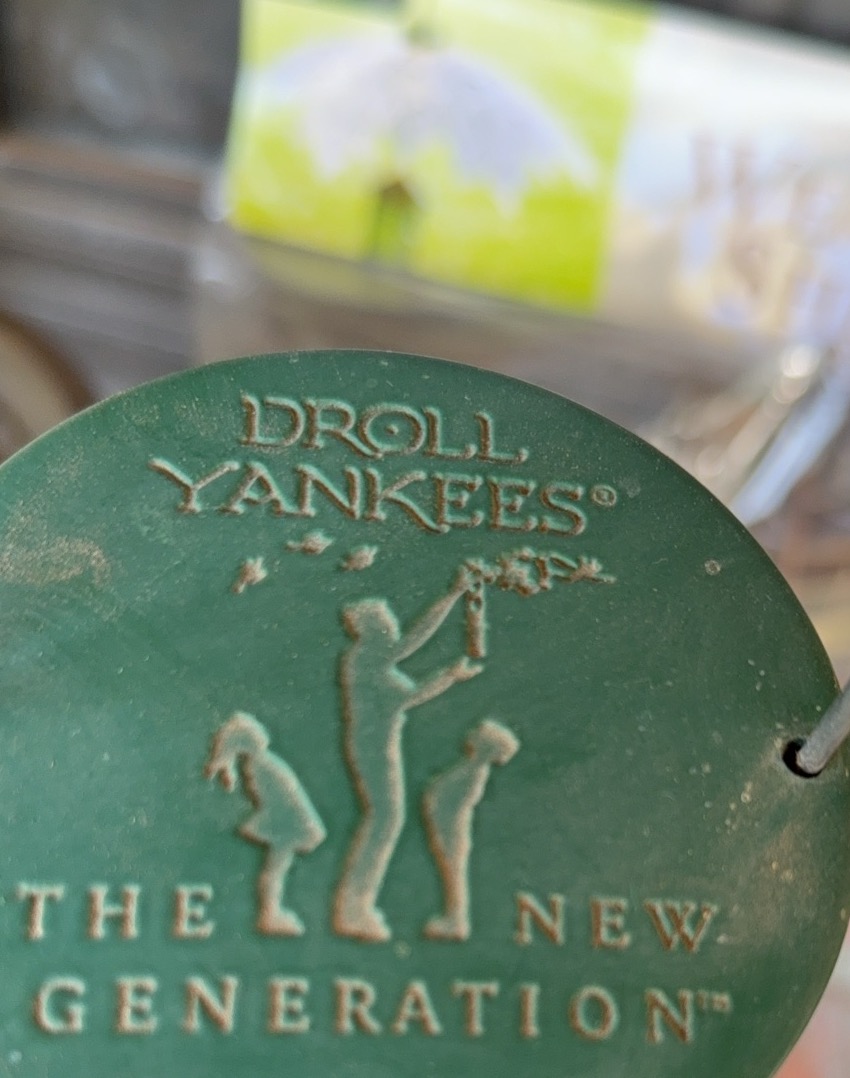 DROLL
YANKEES®
THE NEW
GENERATION™